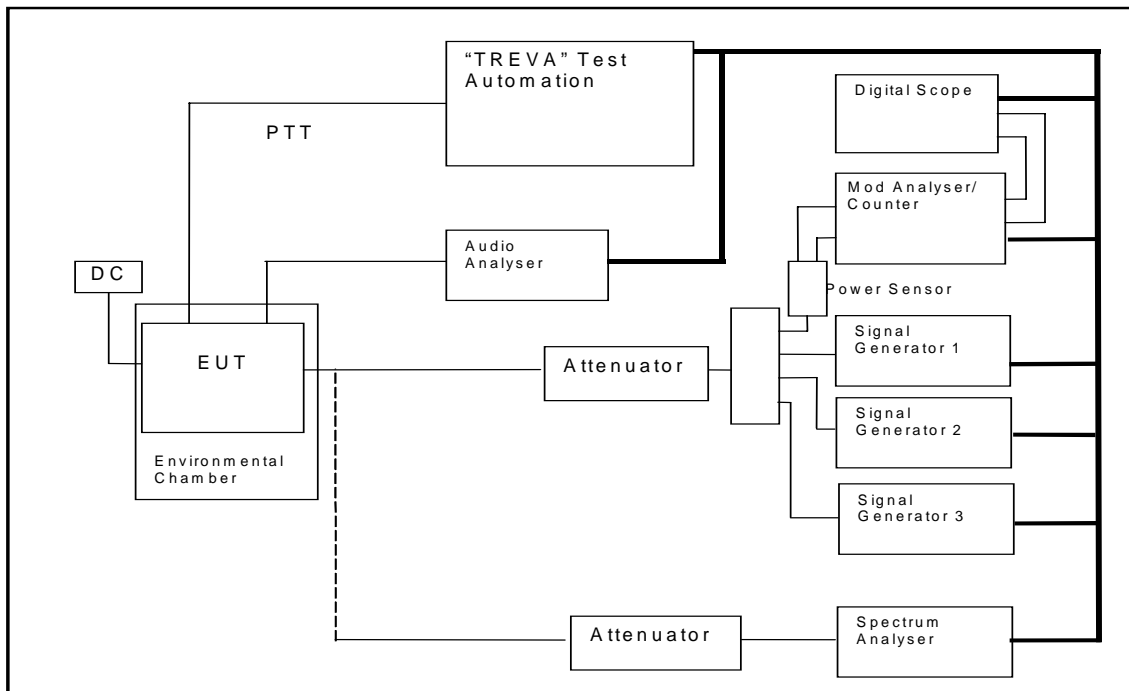 “TREVA” Test
Automation
PTT
Digital Scope
Mod Analyser/
Counter
Audio
Analyser
DC
Power Sensor
EUT
Attenuator
Signal
Generator 1
Signal
Generator 2
Environmental
Chamber
Signal
Generator 3
Attenuator
Spectrum
Analyser